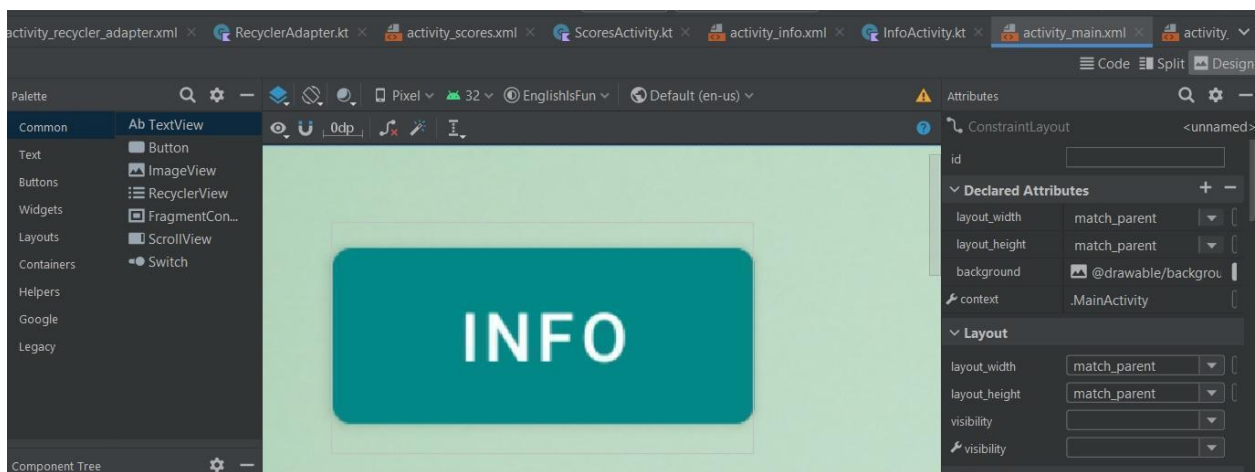 activity_recycler_adapter.xml RecyclerAdapter.kt activity_scores.xml ScoresActivity.kt activity_info.xml InfoActivity.kt activity_main.xml activity_
Code Split Design
Palette
Common
Text
Buttons
Widgets
Layouts
Containers
Helpers
Google
Legacy
Ab TextView
Button
ImageView
RecyclerView
FragmentCon...
ScrollView
Switch
Component Tree
Pixel 32 EnglishIsFun Default (en-us)
0dp
INFO
Attributes
ConstraintLayout <unnamed>
id
Declared Attributes
layout_width match_parent
layout_height match_parent
background @drawable/backgrou
context .MainActivity
Layout
layout_width match_parent
layout_height match_parent
visibility
visibility